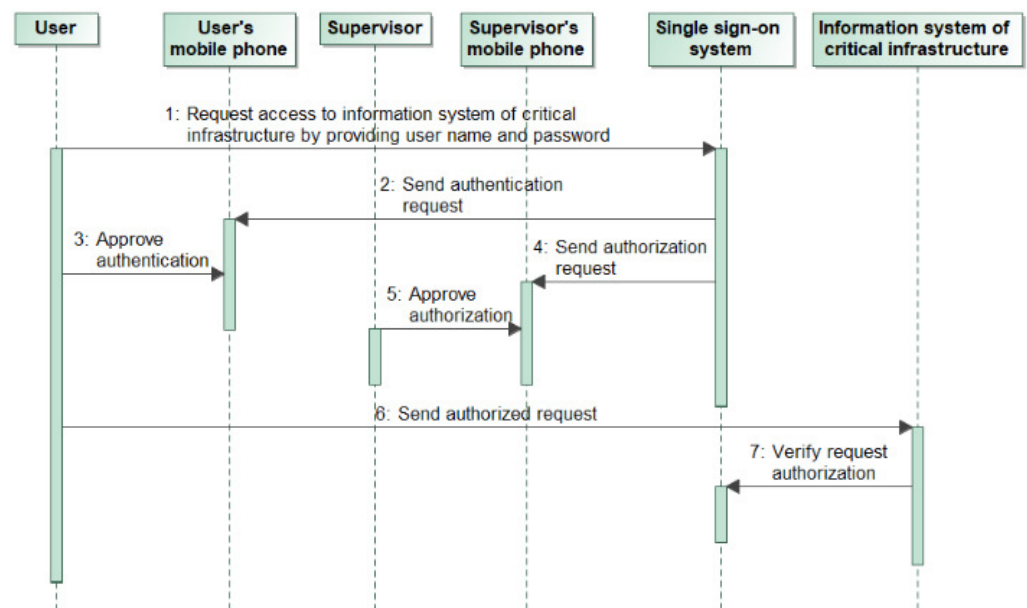 User
User's
mobile phone
Supervisor
Supervisor's
mobile phone
Single sign-on
system
Information system of
critical infrastructure
1: Request access to information system of critical
infrastructure by providing user name and password
2: Send authentication
request
3: Approve
authentication
4: Send authorization
request
5: Approve
authorization
6: Send authorized request
7: Verify request
authorization